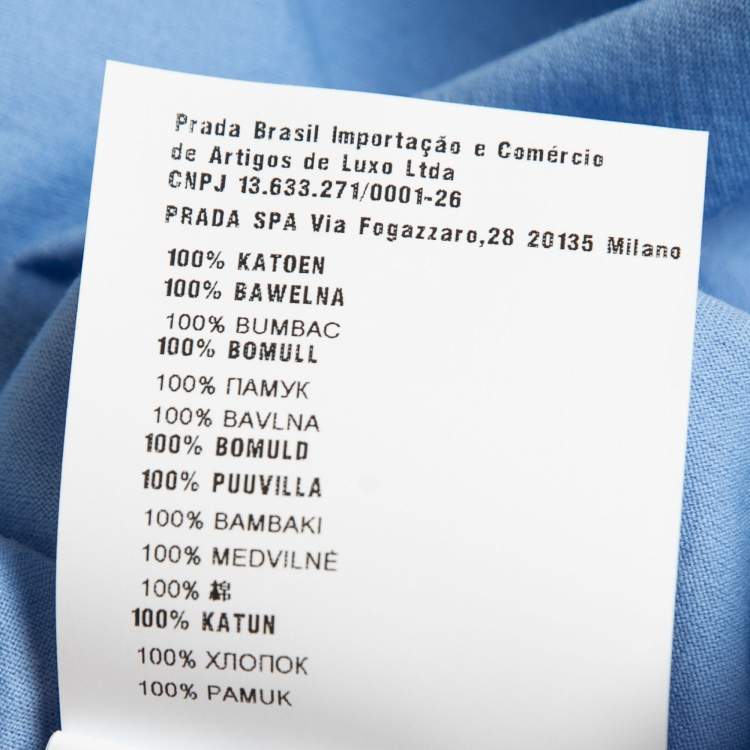 Prada Brasil Importação e Comércio
de Artigos de Luxo Ltda
CNPJ 13.633.271/0001-26
PRADA SPA Via Fogazzaro,28 20135 Milano
100% KATOEN
100% BAWELNA
100% BUMBAC
100% BOMULL
100% ПАМУК
100% BAVLNA
100% BOMULD
100% PUUVILLA
100% BAMBAKI
100% MEDVILNĖ
100% 棉
100% KATUN
100% ХЛОПОК
100% PAMUK